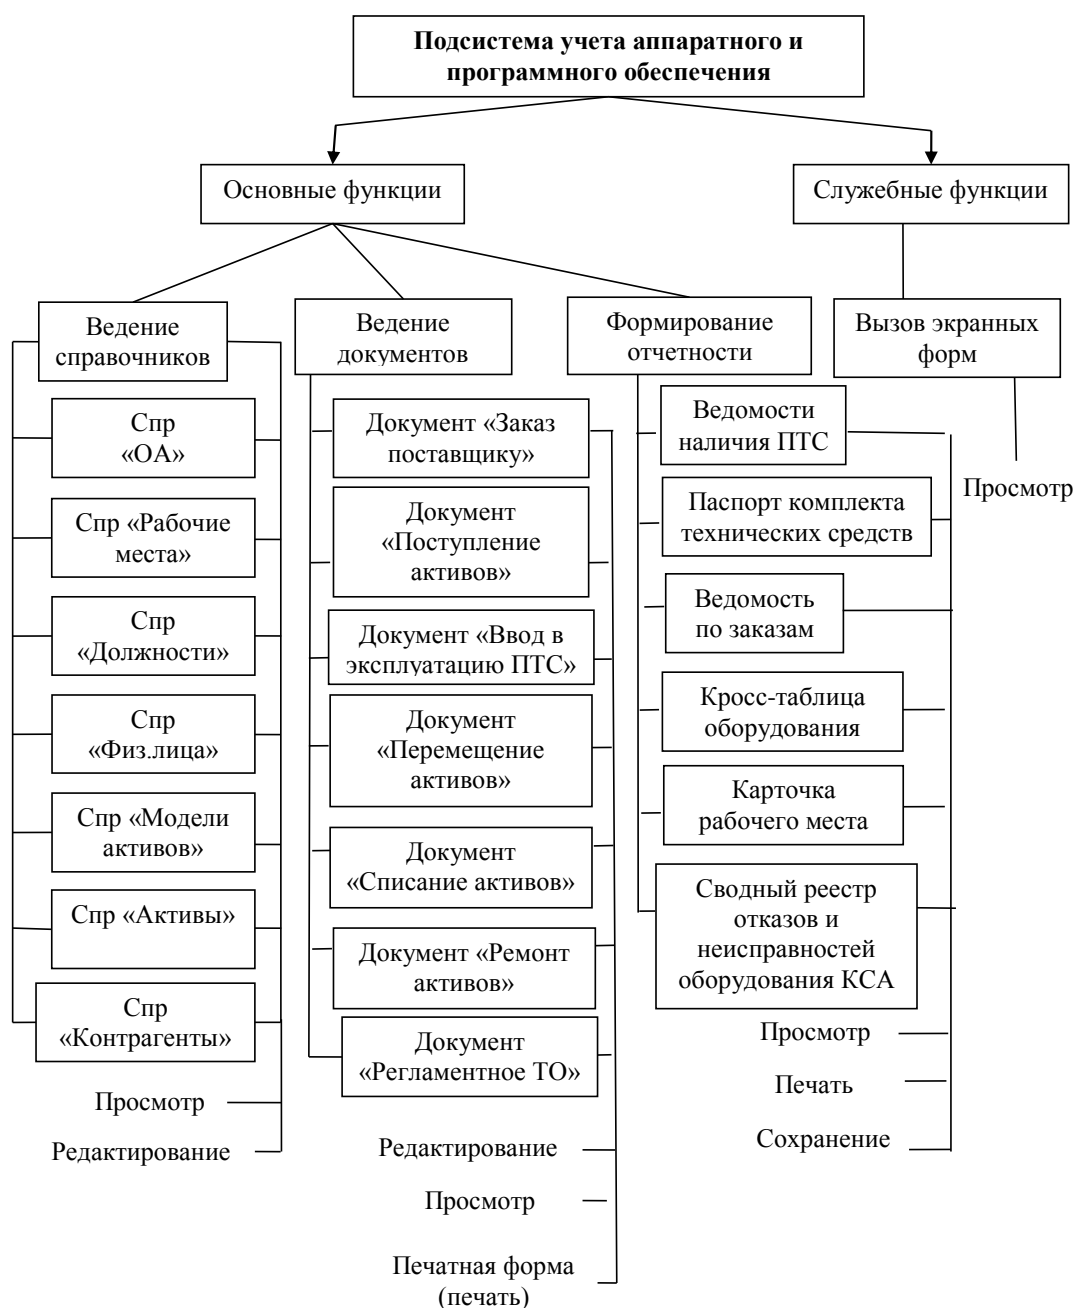 Подсистема учета аппаратного и
программного обеспечения
Основные функции
Служебные функции
Ведение
справочников
Спр
«ОА»
Спр «Рабочие
места»
Спр
«Должности»
Спр
«Физ.лица»
Спр «Модели
активов»
Спр «Активы»
Спр
«Контрагенты»
Просмотр
Редактирование
Ведение
документов
Документ «Заказ
поставщику»
Документ
«Поступление
активов»
Документ «Ввод в
эксплуатацию ПТС»
Документ
«Перемещение
активов»
Документ
«Списание активов»
Документ «Ремонт
активов»
Документ
«Регламентное ТО»
Редактирование
Просмотр
Печатная форма
(печать)
Формирование
отчетности
Ведомости
наличия ПТС
Паспорт комплекта
технических средств
Ведомость
по заказам
Кросс-таблица
оборудования
Карточка
рабочего места
Сводный реестр
отказов и
неисправностей
оборудования КСА
Просмотр
Печать
Сохранение
Вызов экранных
форм
Просмотр